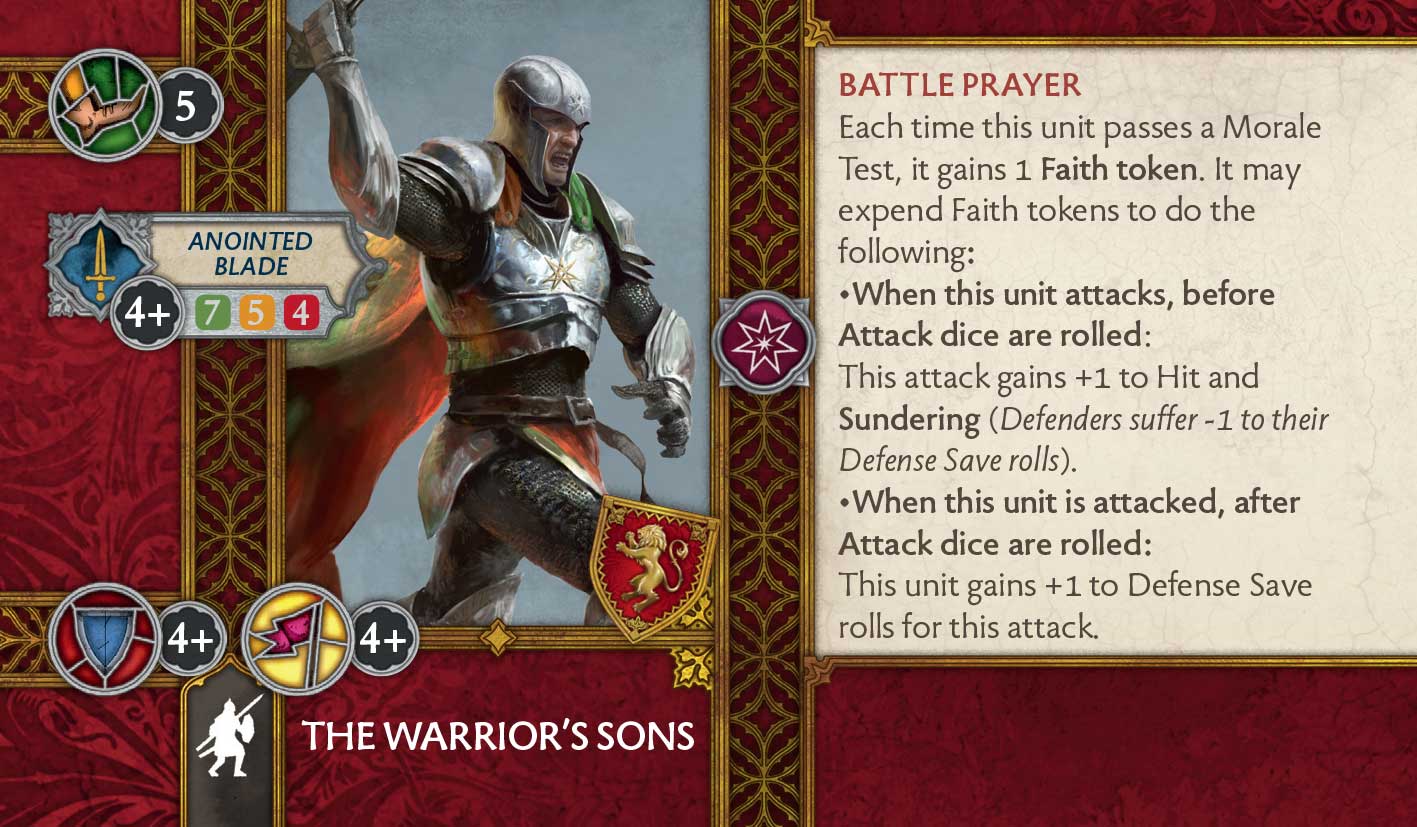 5
ANOINTED
BLADE
4+
7 5 4
4+
4+
THE WARRIOR'S SONS
BATTLE PRAYER
Each time this unit passes a Morale
Test, it gains 1 Faith token. It may
expend Faith tokens to do the
following:
•When this unit attacks, before
Attack dice are rolled:
This attack gains +1 to Hit and
Sundering (Defenders suffer -1 to their
Defense Save rolls).
•When this unit is attacked, after
Attack dice are rolled:
This unit gains +1 to Defense Save
rolls for this attack.